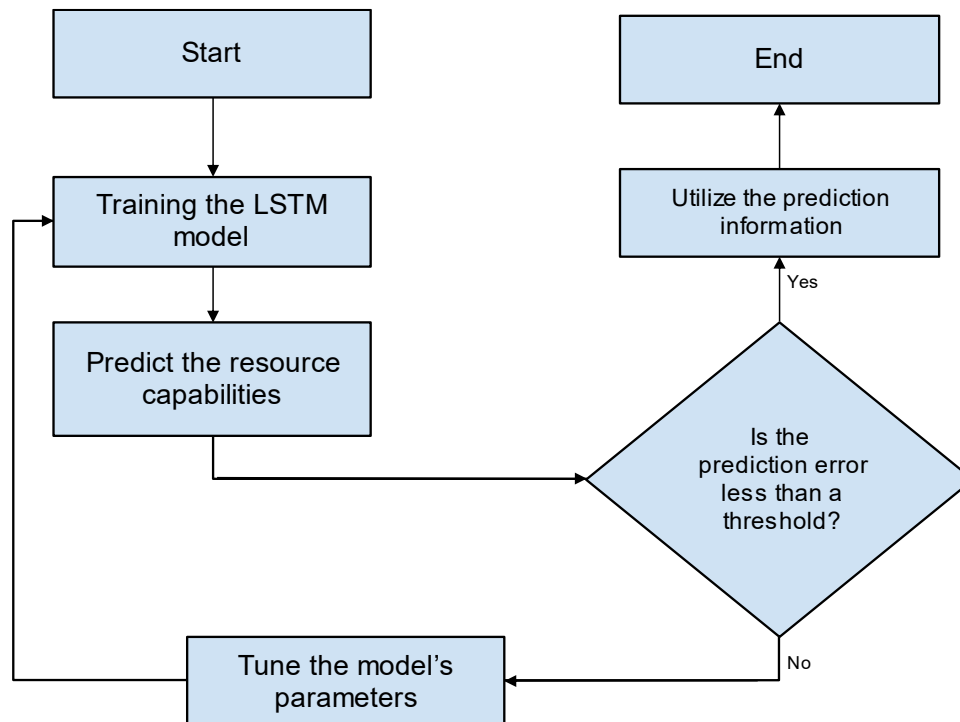 Start
Training the LSTM
model
Predict the resource
capabilities
Is the
prediction error
less than a
threshold?
Yes
Utilize the prediction
information
End
No
Tune the model’s
parameters